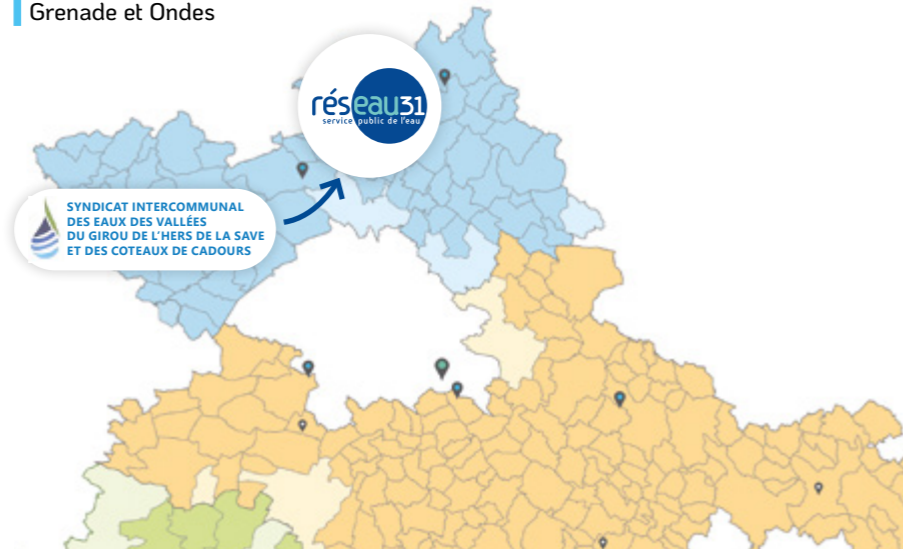 Grenade et Ondes
réseau31
service public de l'eau
SYNDICAT INTERCOMMUNAL
DES EAUX DES VALLÉES
DU GIROU DE L'HERS DE LA SAVE
ET DES COTEAUX DE CADOURS